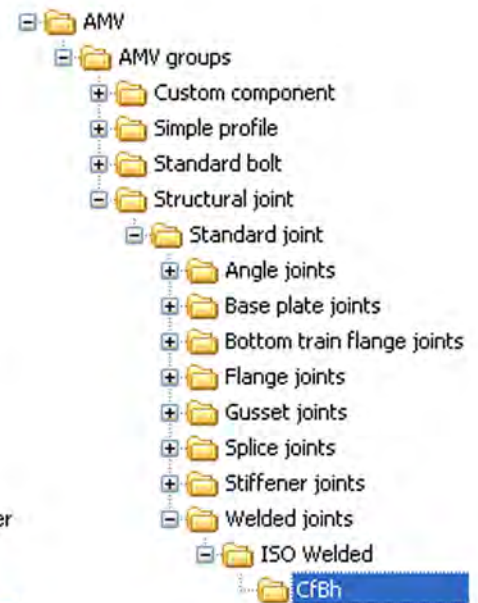 AMV
AMV groups
Custom component
Simple profile
Standard bolt
Structural joint
Standard joint
Angle joints
Base plate joints
Bottom train flange joints
Flange joints
Gusset joints
Splice joints
Stiffener joints
er
Welded joints
ISO Welded
CfBh